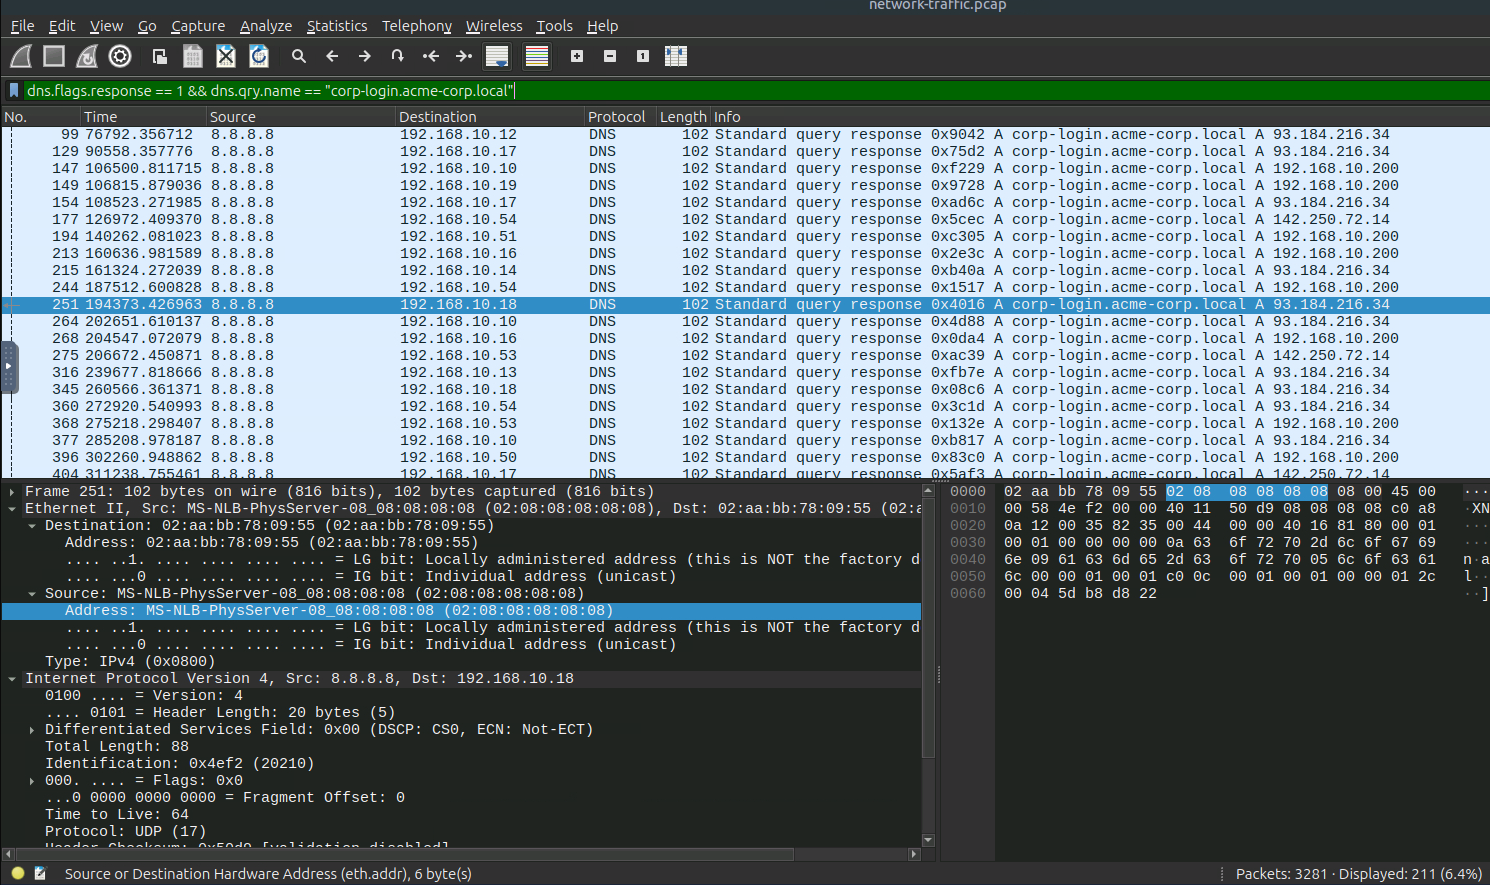 network-traffic.pcap
File Edit View Go Capture Analyze Statistics Telephony Wireless Tools Help
dns.flags.response == 1 && dns.qry.name == "corp-login.acme-corp.local"
No. Time Source Destination Protocol Length Info
99 76792.356712 8.8.8.8 192.168.10.12 DNS 102 Standard query response 0x9042 A corp-login.acme-corp.local A 93.184.216.34
129 90558.357776 8.8.8.8 192.168.10.17 DNS 102 Standard query response 0x75d2 A corp-login.acme-corp.local A 93.184.216.34
147 106500.811715 8.8.8.8 192.168.10.10 DNS 102 Standard query response 0xf229 A corp-login.acme-corp.local A 192.168.10.200
149 106815.879036 8.8.8.8 192.168.10.19 DNS 102 Standard query response 0x9728 A corp-login.acme-corp.local A 192.168.10.200
154 108523.271985 8.8.8.8 192.168.10.17 DNS 102 Standard query response 0xad6c A corp-login.acme-corp.local A 93.184.216.34
177 126972.409370 8.8.8.8 192.168.10.54 DNS 102 Standard query response 0x5cec A corp-login.acme-corp.local A 142.250.72.14
194 140262.081023 8.8.8.8 192.168.10.51 DNS 102 Standard query response 0xc305 A corp-login.acme-corp.local A 192.168.10.200
213 160636.981589 8.8.8.8 192.168.10.16 DNS 102 Standard query response 0x2e3c A corp-login.acme-corp.local A 192.168.10.200
215 161324.272039 8.8.8.8 192.168.10.14 DNS 102 Standard query response 0xb40a A corp-login.acme-corp.local A 93.184.216.34
244 187512.600828 8.8.8.8 192.168.10.54 DNS 102 Standard query response 0x1517 A corp-login.acme-corp.local A 192.168.10.200
251 194373.426963 8.8.8.8 192.168.10.18 DNS 102 Standard query response 0x4016 A corp-login.acme-corp.local A 93.184.216.34
264 202651.610137 8.8.8.8 192.168.10.10 DNS 102 Standard query response 0x4d88 A corp-login.acme-corp.local A 93.184.216.34
268 204547.072079 8.8.8.8 192.168.10.16 DNS 102 Standard query response 0x0da4 A corp-login.acme-corp.local A 192.168.10.200
275 206672.450871 8.8.8.8 192.168.10.53 DNS 102 Standard query response 0xac39 A corp-login.acme-corp.local A 142.250.72.14
316 239677.818666 8.8.8.8 192.168.10.13 DNS 102 Standard query response 0xfb7e A corp-login.acme-corp.local A 93.184.216.34
345 260566.361371 8.8.8.8 192.168.10.18 DNS 102 Standard query response 0x08c6 A corp-login.acme-corp.local A 93.184.216.34
360 272920.540993 8.8.8.8 192.168.10.54 DNS 102 Standard query response 0x3c1d A corp-login.acme-corp.local A 93.184.216.34
368 275218.298407 8.8.8.8 192.168.10.53 DNS 102 Standard query response 0x132e A corp-login.acme-corp.local A 192.168.10.200
377 285208.978187 8.8.8.8 192.168.10.10 DNS 102 Standard query response 0xb817 A corp-login.acme-corp.local A 93.184.216.34
396 302260.948862 8.8.8.8 192.168.10.50 DNS 102 Standard query response 0x83c0 A corp-login.acme-corp.local A 192.168.10.200
404 311238.755461 8.8.8.8 192.168.10.17 DNS 102 Standard query response 0x5af3 A corp-login.acme-corp.local A 142.250.72.14
Frame 251: 102 bytes on wire (816 bits), 102 bytes captured (816 bits)
Ethernet II, Src: MS-NLB-PhysServer-08_08:08:08:08 (02:08:08:08:08:08), Dst: 02:aa:bb:78:09:55 (02:a
Destination: 02:aa:bb:78:09:55 (02:aa:bb:78:09:55)
Address: 02:aa:bb:78:09:55 (02:aa:bb:78:09:55)
.... ..1. .... .... .... .... = LG bit: Locally administered address (this is NOT the factory d
.... ...0 .... .... .... .... = IG bit: Individual address (unicast)
Source: MS-NLB-PhysServer-08_08:08:08:08 (02:08:08:08:08:08)
Address: MS-NLB-PhysServer-08_08:08:08:08 (02:08:08:08:08:08)
.... ..1. .... .... .... .... = LG bit: Locally administered address (this is NOT the factory d
.... ...0 .... .... .... .... = IG bit: Individual address (unicast)
Type: IPv4 (0x0800)
Internet Protocol Version 4, Src: 8.8.8.8, Dst: 192.168.10.18
0100 .... = Version: 4
.... 0101 = Header Length: 20 bytes (5)
Differentiated Services Field: 0x00 (DSCP: CS0, ECN: Not-ECT)
Total Length: 88
Identification: 0x4ef2 (20210)
000. .... = Flags: 0x0
...0 0000 0000 0000 = Fragment Offset: 0
Time to Live: 64
Protocol: UDP (17)
Header Checksum: 0x50d9 [validation disabled]
0000 02 aa bb 78 09 55 02 08 08 08 08 08 08 00 45 00 ···
0010 00 58 4e f2 00 00 40 11 50 d9 08 08 08 08 c0 a8 ·XN
0020 0a 12 00 35 82 35 00 44 00 00 40 16 81 80 00 01 ···
0030 00 01 00 00 00 00 0a 63 6f 72 70 2d 6c 6f 67 69 ···
0040 6e 09 61 63 6d 65 2d 63 6f 72 70 05 6c 6f 63 61 n·a
0050 6c 00 00 01 00 01 c0 0c 00 01 00 01 00 00 01 2c l··
0060 00 04 5d b8 d8 22 ··]
Source or Destination Hardware Address (eth.addr), 6 byte(s)
Packets: 3281 · Displayed: 211 (6.4%)